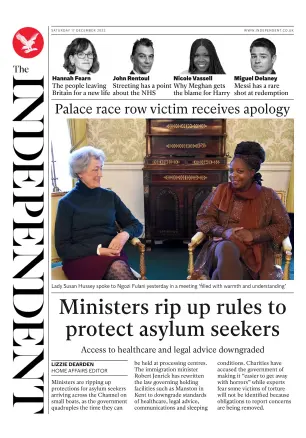 SATURDAY 17 DECEMBER 2022
WWW.INDEPENDENT.CO.UK
The
INDEPENDENT
Hannah Fearn
The people leaving
Britain for a new life
John Rentoul
Streeting has a point
about the NHS
Nicole Vassell
Why Meghan gets
the blame for Harry
Miguel Delaney
Messi has a rare
shot at redemption
Palace race row victim receives apology
Lady Susan Hussey spoke to Ngozi Fulani yesterday in a meeting ‘filled with warmth and understanding’
Ministers rip up rules to
protect asylum seekers
Access to healthcare and legal advice downgraded
LIZZIE DEARDEN
HOME AFFAIRS EDITOR
Ministers are ripping up
protections for asylum seekers
arriving across the Channel on
small boats, as the government
quadruples the time they can
be held at processing centres.
The immigration minister
Robert Jenrick has rewritten
the law governing holding
facilities such as Manston in
Kent to downgrade standards
of healthcare, legal advice,
communications and sleeping
conditions. Charities have
accused the government of
making it “easier to get away
with horrors” while experts
fear some victims of torture
will not be identified because
obligations to report concerns
are being removed.